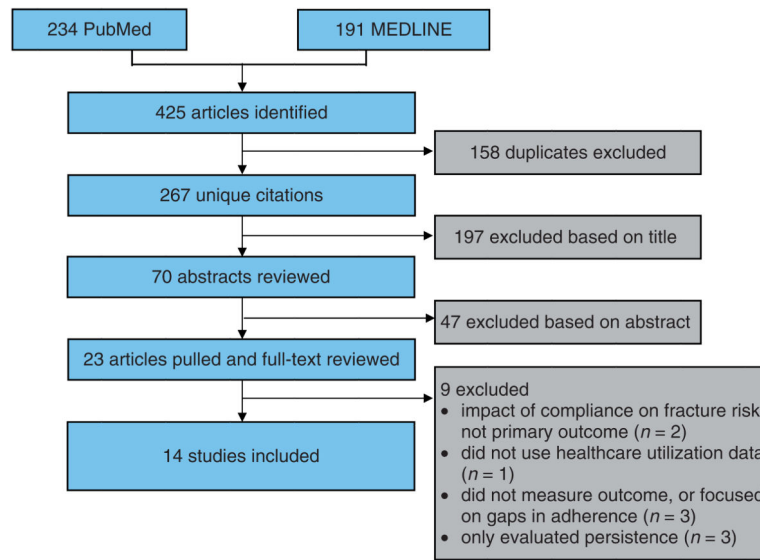 234 PubMed
191 MEDLINE
425 articles identified
158 duplicates excluded
267 unique citations
197 excluded based on title
70 abstracts reviewed
47 excluded based on abstract
23 articles pulled and full-text reviewed
9 excluded
• impact of compliance on fracture risk
not primary outcome (n = 2)
• did not use healthcare utilization data
(n = 1)
• did not measure outcome, or focused
on gaps in adherence (n = 3)
• only evaluated persistence (n = 3)
14 studies included